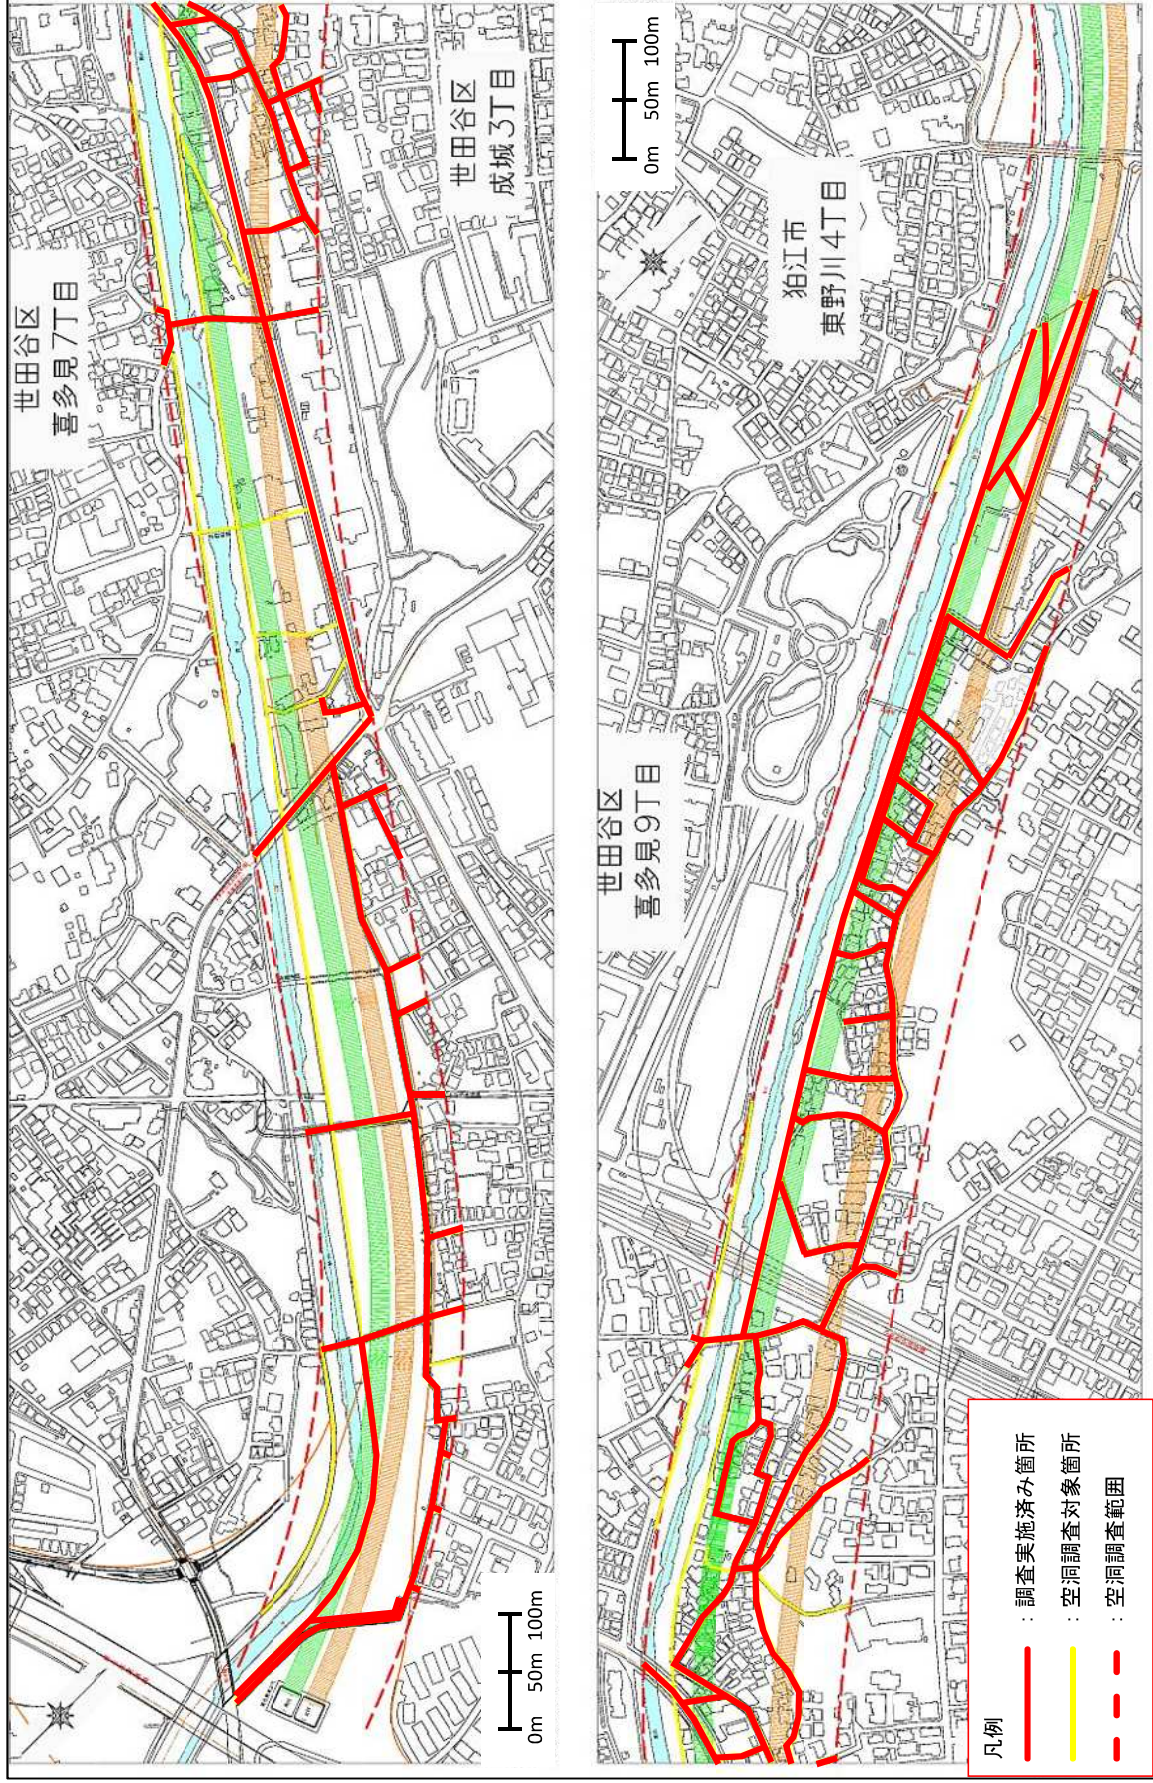 世田谷区
喜多見7丁目
世田谷区
成城3丁目
0m 50m 100m
狛江市
東野川4丁目
世田谷区
喜多見9丁目
0m 50m 100m
凡例
：調査実施済み箇所
：空洞調査対象箇所
：空洞調査範囲